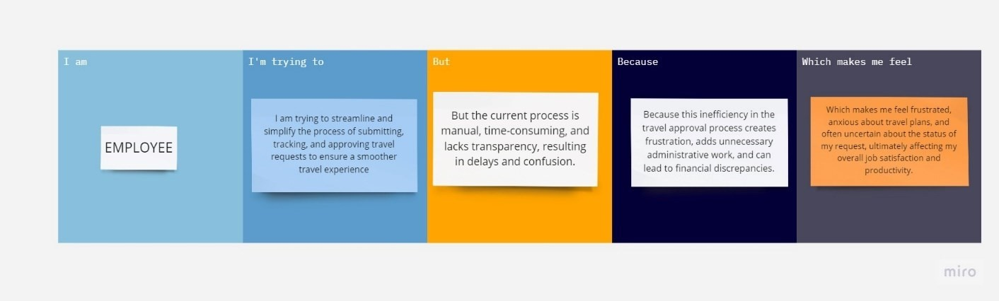 I am
EMPLOYEE
I'm trying to
I am trying to streamline and
simplify the process of submitting,
tracking, and approving travel
requests to ensure a smoother
travel experience
But
But the current process is
manual, time-consuming, and
lacks transparency, resulting
in delays and confusion.
Because
Because this inefficiency in the
travel approval process creates
frustration, adds unnecessary
administrative work, and can
lead to financial discrepancies.
Which makes me feel
Which makes me feel frustrated,
anxious about travel plans, and
often uncertain about the status of
my request, ultimately affecting my
overall job satisfaction and
productivity.
miro